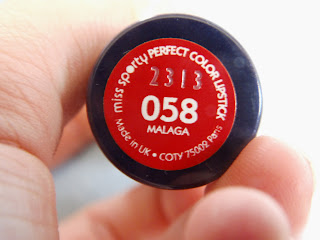 miss sporty PERFECT COLOR LIPSTICK
2313
058
MALAGA
Made in UK • COTY 75009 Paris